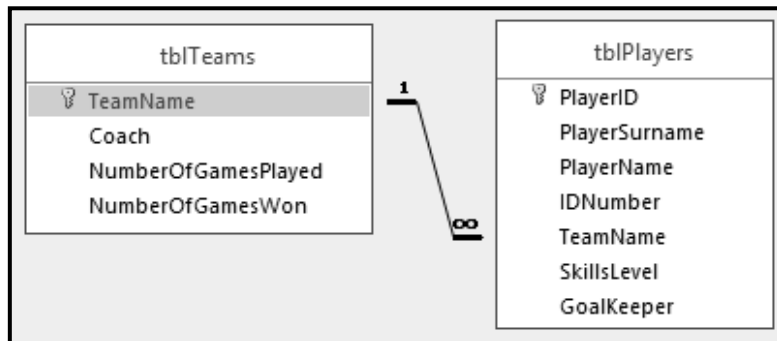 tblTeams
TeamName
Coach
NumberOfGamesPlayed
NumberOfGamesWon
1
∞
tblPlayers
PlayerID
PlayerSurname
PlayerName
IDNumber
TeamName
SkillsLevel
GoalKeeper